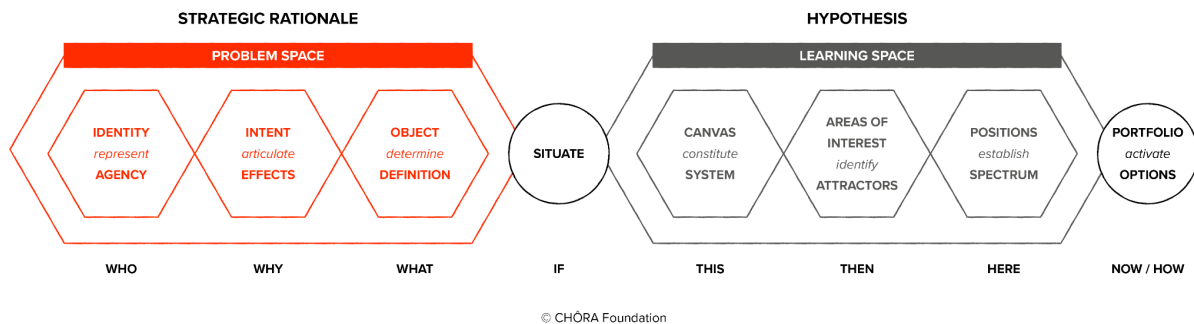 STRATEGIC RATIONALE
HYPOTHESIS
PROBLEM SPACE
LEARNING SPACE
IDENTITY
represent
AGENCY
INTENT
articulate
EFFECTS
OBJECT
determine
DEFINITION
SITUATE
CANVAS
constitute
SYSTEM
AREAS OF
INTEREST
identify
ATTRACTORS
POSITIONS
establish
SPECTRUM
PORTFOLIO
activate
OPTIONS
WHO
WHY
WHAT
IF
THIS
THEN
HERE
NOW / HOW
© CHÔRA Foundation